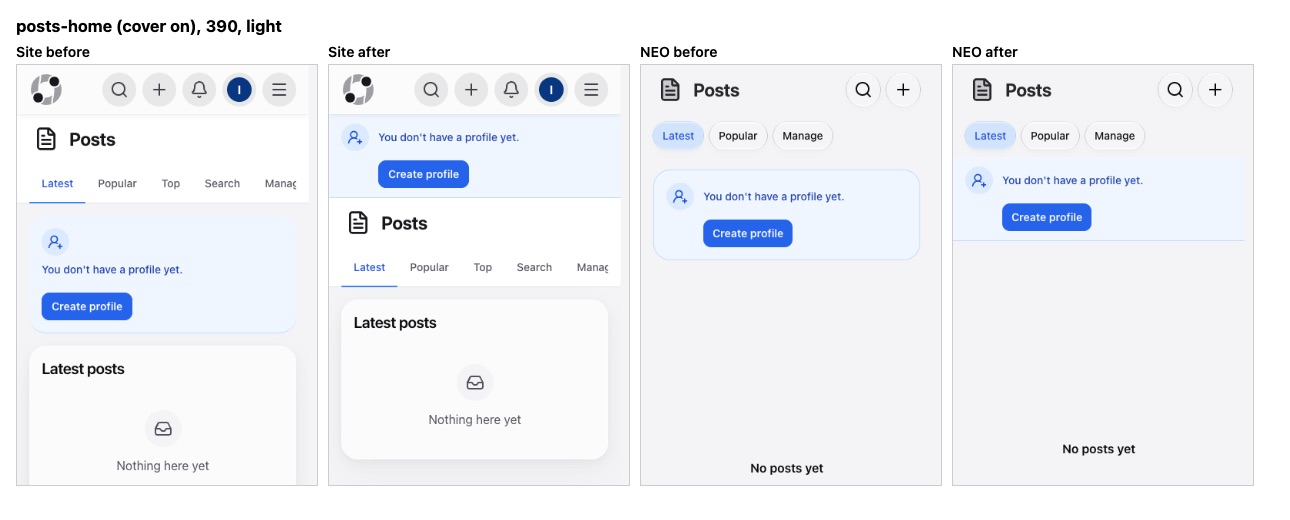 posts-home (cover on), 390, light
Site before
Posts
Latest Popular Top Search Manag
You don't have a profile yet.
Create profile
Latest posts
Nothing here yet
Site after
You don't have a profile yet.
Create profile
Posts
Latest Popular Top Search Manag
Latest posts
Nothing here yet
NEO before
Posts
Latest Popular Manage
You don't have a profile yet.
Create profile
No posts yet
NEO after
Posts
Latest Popular Manage
You don't have a profile yet.
Create profile
No posts yet